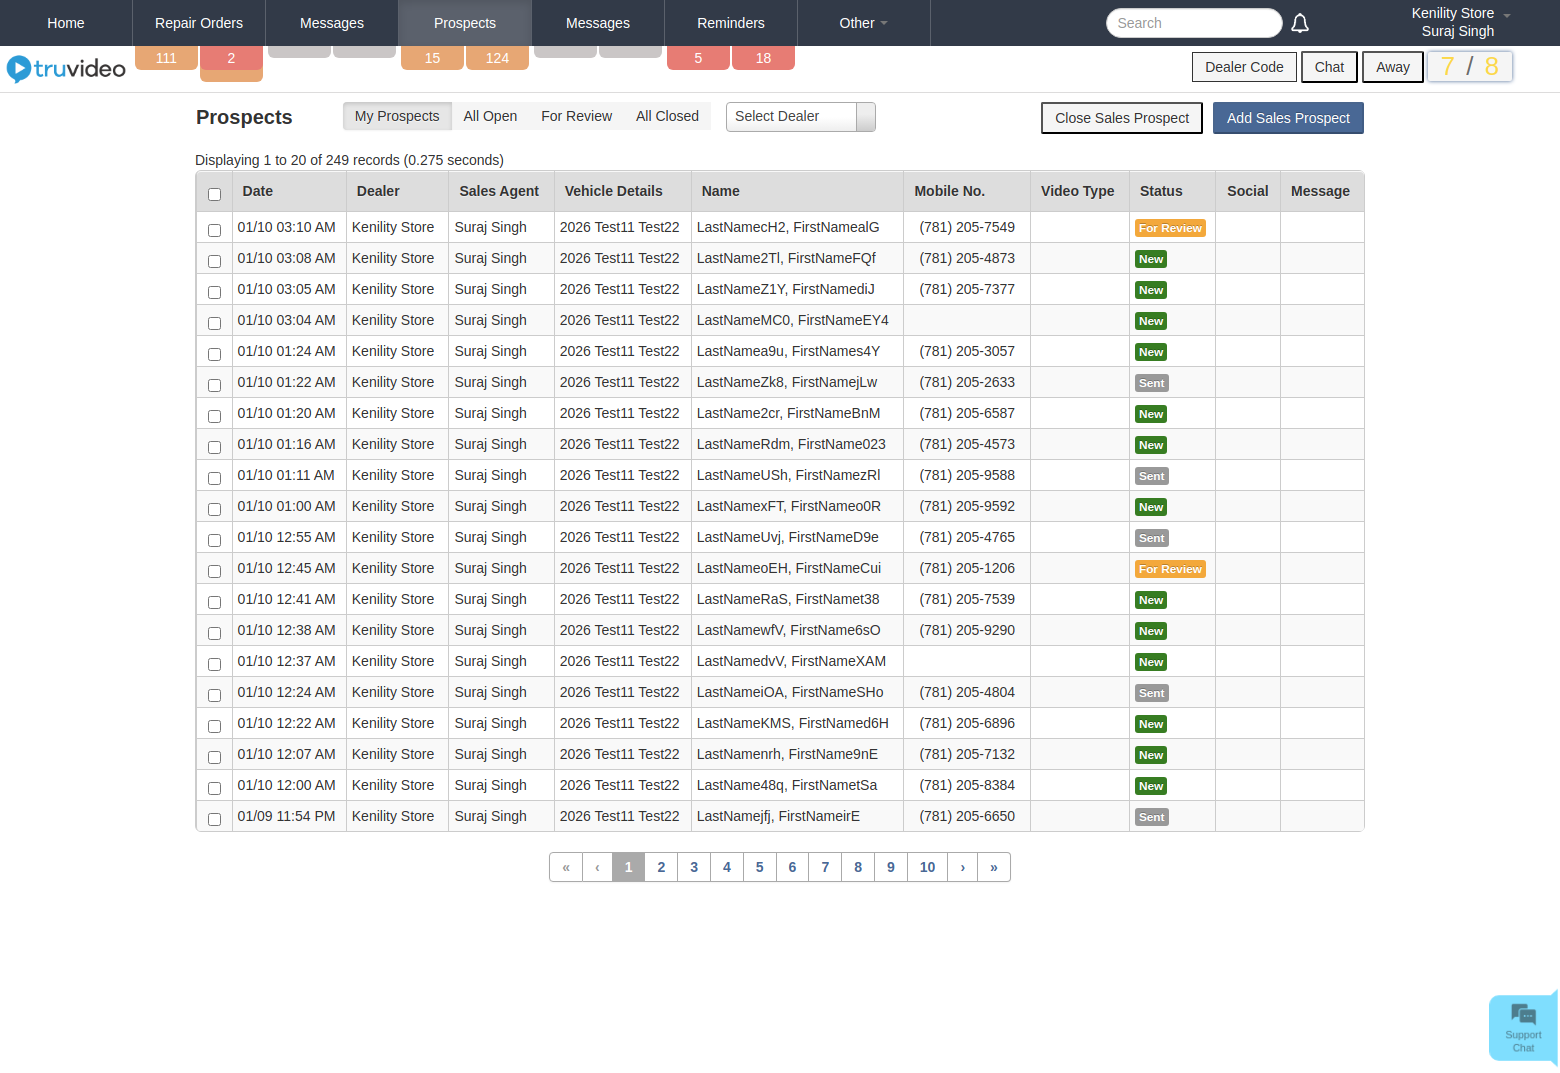 Home Repair Orders Messages Prospects Messages Reminders Other Search Kenility Store
Suraj Singh
111 2 15 124 5 18
truvideo Dealer Code Chat Away 7 / 8
Prospects My Prospects All Open For Review All Closed Select Dealer Close Sales Prospect Add Sales Prospect
Displaying 1 to 20 of 249 records (0.275 seconds)
Date Dealer Sales Agent Vehicle Details Name Mobile No. Video Type Status Social Message
01/10 03:10 AM Kenility Store Suraj Singh 2026 Test11 Test22 LastNamecH2, FirstNamealG (781) 205-7549 For Review
01/10 03:08 AM Kenility Store Suraj Singh 2026 Test11 Test22 LastName2Tl, FirstNameFQf (781) 205-4873 New
01/10 03:05 AM Kenility Store Suraj Singh 2026 Test11 Test22 LastNameZ1Y, FirstNamediJ (781) 205-7377 New
01/10 03:04 AM Kenility Store Suraj Singh 2026 Test11 Test22 LastNameMC0, FirstNameEY4 New
01/10 01:24 AM Kenility Store Suraj Singh 2026 Test11 Test22 LastNamea9u, FirstNames4Y (781) 205-3057 New
01/10 01:22 AM Kenility Store Suraj Singh 2026 Test11 Test22 LastNameZk8, FirstNamejLw (781) 205-2633 Sent
01/10 01:20 AM Kenility Store Suraj Singh 2026 Test11 Test22 LastName2cr, FirstNameBnM (781) 205-6587 New
01/10 01:16 AM Kenility Store Suraj Singh 2026 Test11 Test22 LastNameRdm, FirstName023 (781) 205-4573 New
01/10 01:11 AM Kenility Store Suraj Singh 2026 Test11 Test22 LastNameUSh, FirstNamezRl (781) 205-9588 Sent
01/10 01:00 AM Kenility Store Suraj Singh 2026 Test11 Test22 LastNamexFT, FirstNameo0R (781) 205-9592 New
01/10 12:55 AM Kenility Store Suraj Singh 2026 Test11 Test22 LastNameUvj, FirstNameD9e (781) 205-4765 Sent
01/10 12:45 AM Kenility Store Suraj Singh 2026 Test11 Test22 LastNameoEH, FirstNameCui (781) 205-1206 For Review
01/10 12:41 AM Kenility Store Suraj Singh 2026 Test11 Test22 LastNameRaS, FirstNamet38 (781) 205-7539 New
01/10 12:38 AM Kenility Store Suraj Singh 2026 Test11 Test22 LastNamewfV, FirstName6sO (781) 205-9290 New
01/10 12:37 AM Kenility Store Suraj Singh 2026 Test11 Test22 LastNamedvV, FirstNameXAM New
01/10 12:24 AM Kenility Store Suraj Singh 2026 Test11 Test22 LastNameiOA, FirstNameSHo (781) 205-4804 Sent
01/10 12:22 AM Kenility Store Suraj Singh 2026 Test11 Test22 LastNameKMS, FirstNamed6H (781) 205-6896 New
01/10 12:07 AM Kenility Store Suraj Singh 2026 Test11 Test22 LastNamenrh, FirstName9nE (781) 205-7132 New
01/10 12:00 AM Kenility Store Suraj Singh 2026 Test11 Test22 LastName48q, FirstNametSa (781) 205-8384 New
01/09 11:54 PM Kenility Store Suraj Singh 2026 Test11 Test22 LastNamejfj, FirstNameirE (781) 205-6650 Sent
« ‹ 1 2 3 4 5 6 7 8 9 10 › »
Support
Chat